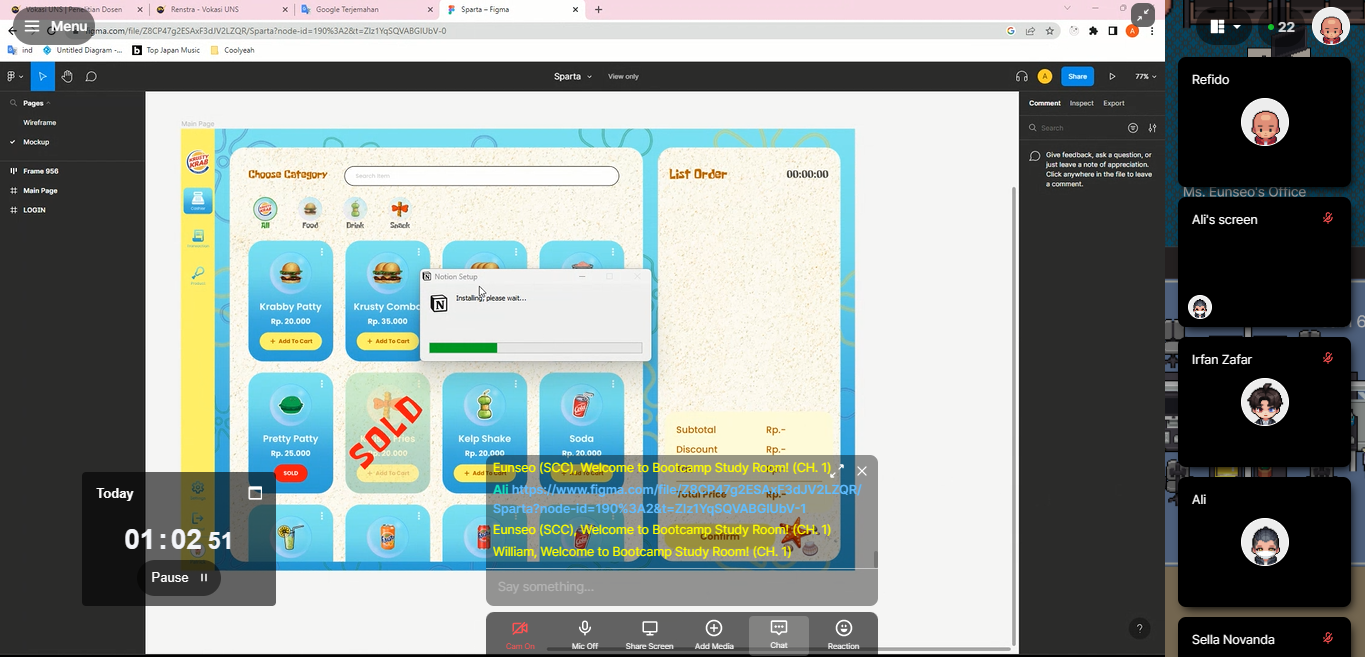 Vokasi UNS | Penelitian Dosen
Renstra - Vokasi UNS
Google Terjemahan
Sparta – Figma
Menu
figma.com/file/Z8CP47g2ESAxF3dJV2LZQR/Sparta?node-id=190%3A2&t=ZIz1YqSQVABGIUbV-0
ind
Untitled Diagram -...
Top Japan Music
Coolyeah
Sparta
View only
A
Share
77%
Pages
Wireframe
Mockup
Frame 956
Main Page
LOGIN
Main Page
KRUSTY KRAB
Choose Category
Search Item
All
Food
Drink
Snack
List Order
00:00:00
Krabby Patty
Rp. 20.000
+ Add To Cart
Krusty Combo
Rp. 35.000
+ Add To Cart
Notion Setup
Installing, please wait...
Pretty Patty
Rp. 25.000
SOLD
SOLD
+ Add To Cart
Kelp Shake
Rp. 20.000
Soda
Rp. 20.000
Subtotal
Rp.-
Discount
Rp.-
Total Price
Rp.-
Confirm
Comment
Inspect
Export
Search
Give feedback, ask a question, or
just leave a note of appreciation.
Click anywhere in the file to leave
a comment.
Today
01:02 51
Pause
Eunseo (SCC), Welcome to Bootcamp Study Room! (CH. 1)
Ali https://www.figma.com/file/Z8CP47g2ESAxF3dJV2LZQR/
Sparta?node-id=190%3A2&t=ZIz1YqSQVABGIUbV-1
Eunseo (SCC), Welcome to Bootcamp Study Room! (CH. 1)
William, Welcome to Bootcamp Study Room! (CH. 1)
Say something...
Cam On
Mic Off
Share Screen
Add Media
Chat
Reaction
?
22
Refido
Ms. Eunseo's Office
Ali's screen
Irfan Zafar
Ali
Sella Novanda